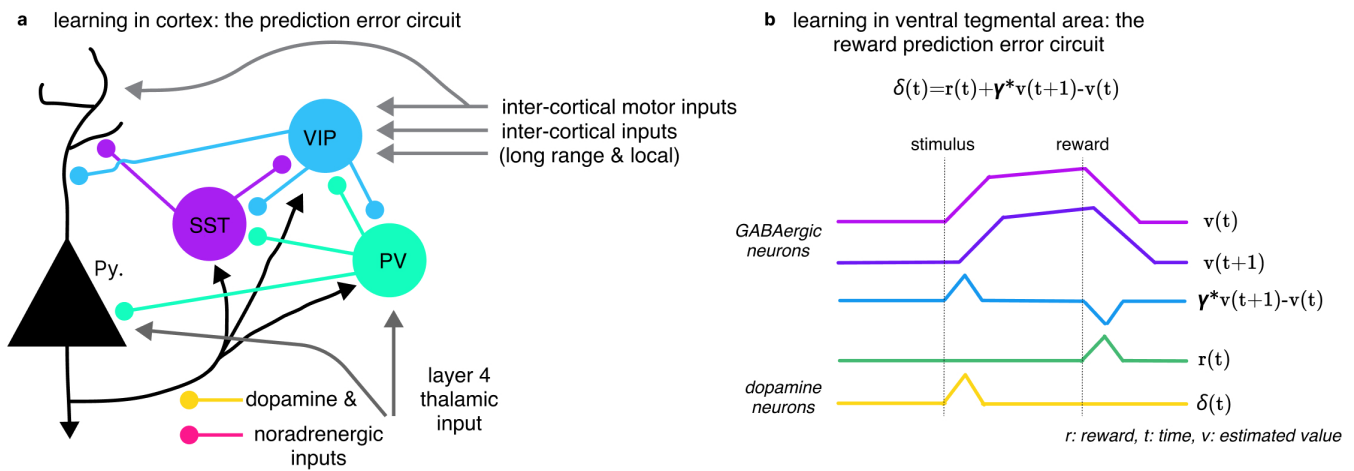 a learning in cortex: the prediction error circuit
VIP
SST
PV
Py.
inter-cortical motor inputs
inter-cortical inputs
(long range & local)
layer 4
thalamic
input
dopamine &
noradrenergic
inputs
b learning in ventral tegmental area: the
reward prediction error circuit
δ(t)=r(t)+γ*v(t+1)-v(t)
stimulus
reward
GABAergic
neurons
v(t)
v(t+1)
γ*v(t+1)-v(t)
r(t)
dopamine
neurons
δ(t)
r: reward, t: time, v: estimated value